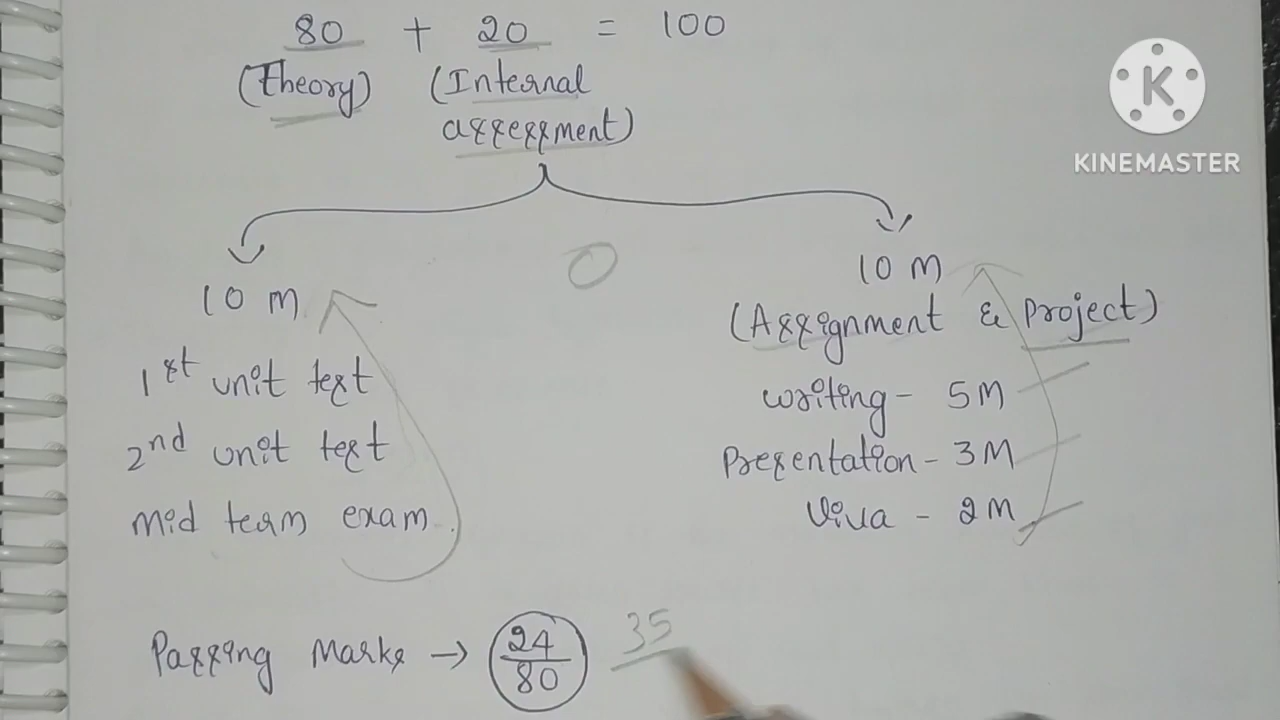 80 + 20 = 100
(Theory) (Internal
assessment)
K
KINEMASTER
10 M
1st unit test
2nd unit test
Mid term exam
10 M
(Assignment & Project)
writing - 5M
Presentation - 3M
Viva - 2M
Passing Marks → 24/80 35